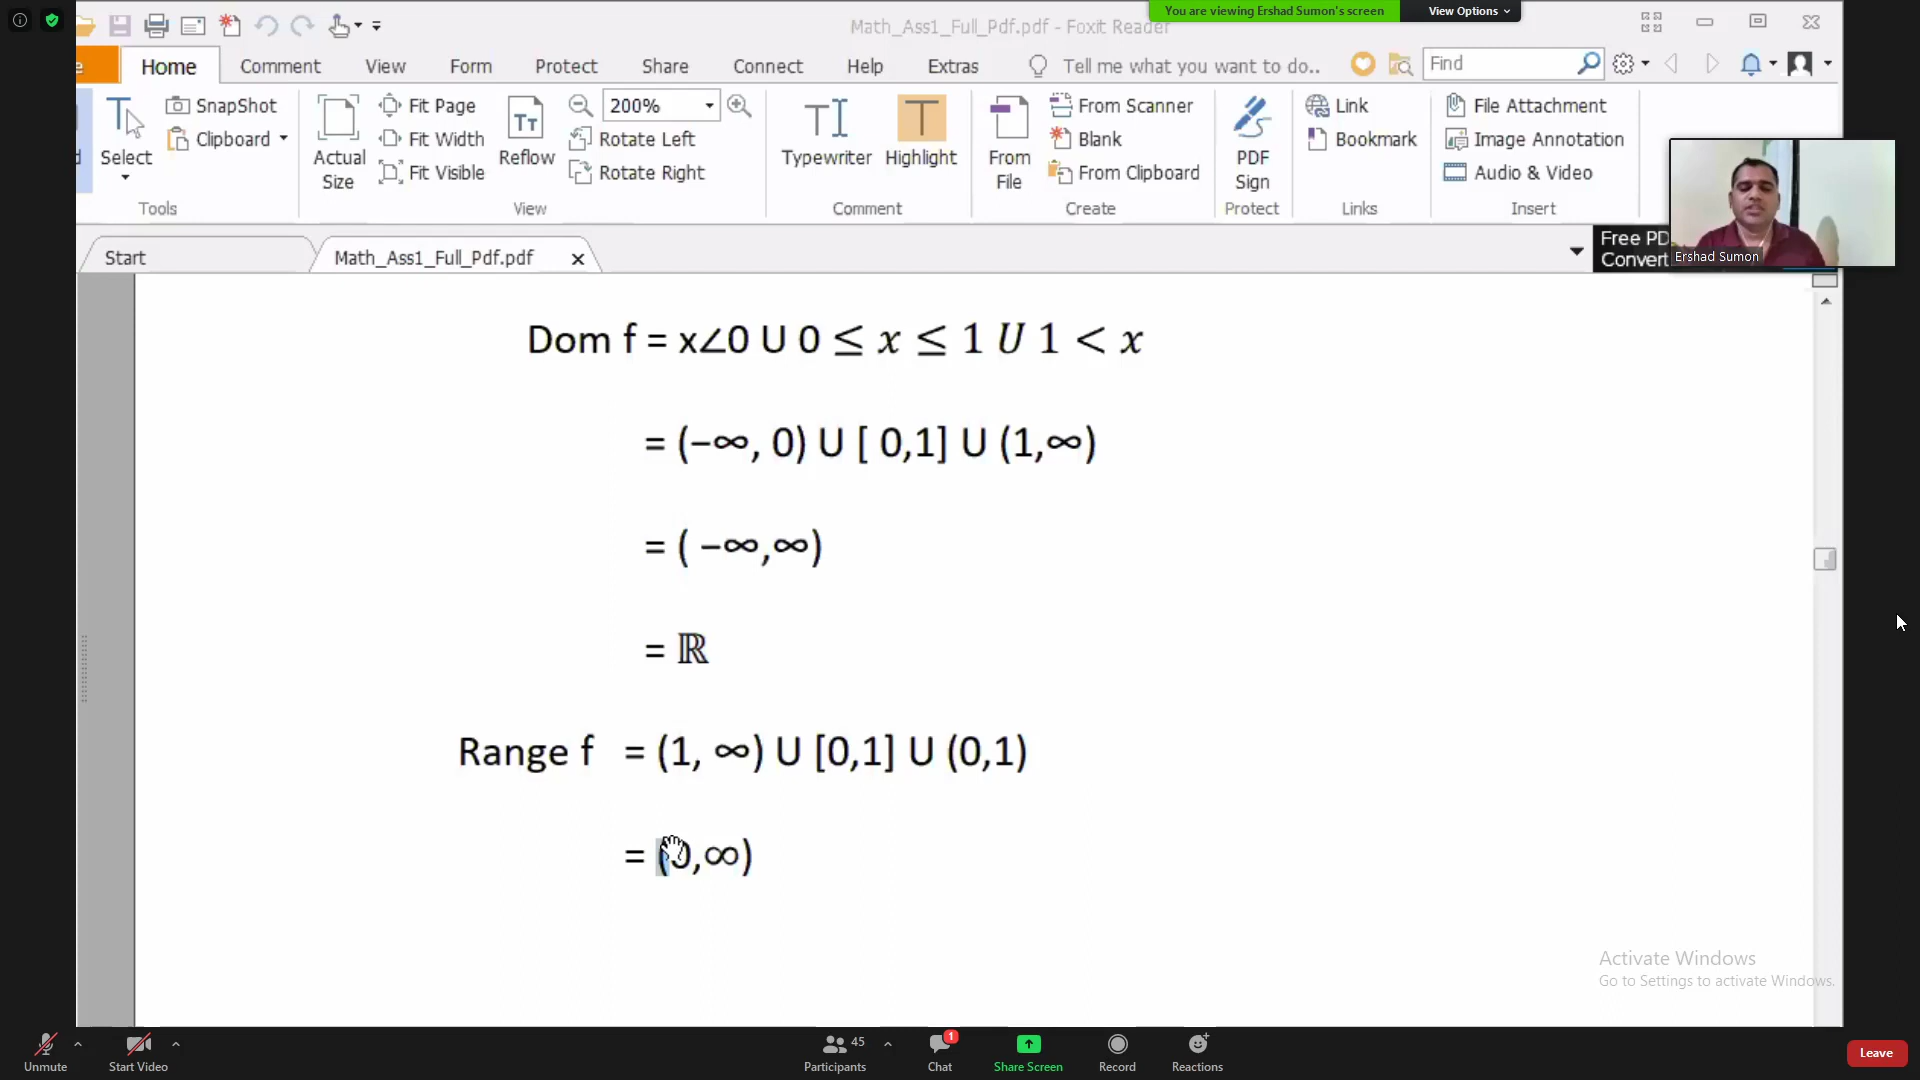 You are viewing Ershad Sumon's screen
View Options
Math_Ass1_Full_Pdf.pdf - Foxit Reader
Home
Comment
View
Form
Protect
Share
Connect
Help
Extras
Tell me what you want to do..
Find
Select
SnapShot
Clipboard
Tools
Actual Size
Fit Page
Fit Width
Fit Visible
Reflow
200%
Rotate Left
Rotate Right
View
Typewriter
Highlight
Comment
From File
From Scanner
Blank
From Clipboard
Create
PDF Sign
Protect
Link
Bookmark
Links
File Attachment
Image Annotation
Audio & Video
Insert
Start
Math_Ass1_Full_Pdf.pdf
Free PD
Convert
Ershad Sumon
Dom f = x∠0 U 0 ≤ x ≤ 1 U 1 < x
= (−∞, 0) U [ 0,1] U (1,∞)
= ( −∞,∞)
= ℝ
Range f = (1, ∞) U [0,1] U (0,1)
= (0,∞)
Activate Windows
Go to Settings to activate Windows.
Unmute
Start Video
45
Participants
1
Chat
Share Screen
Record
Reactions
Leave